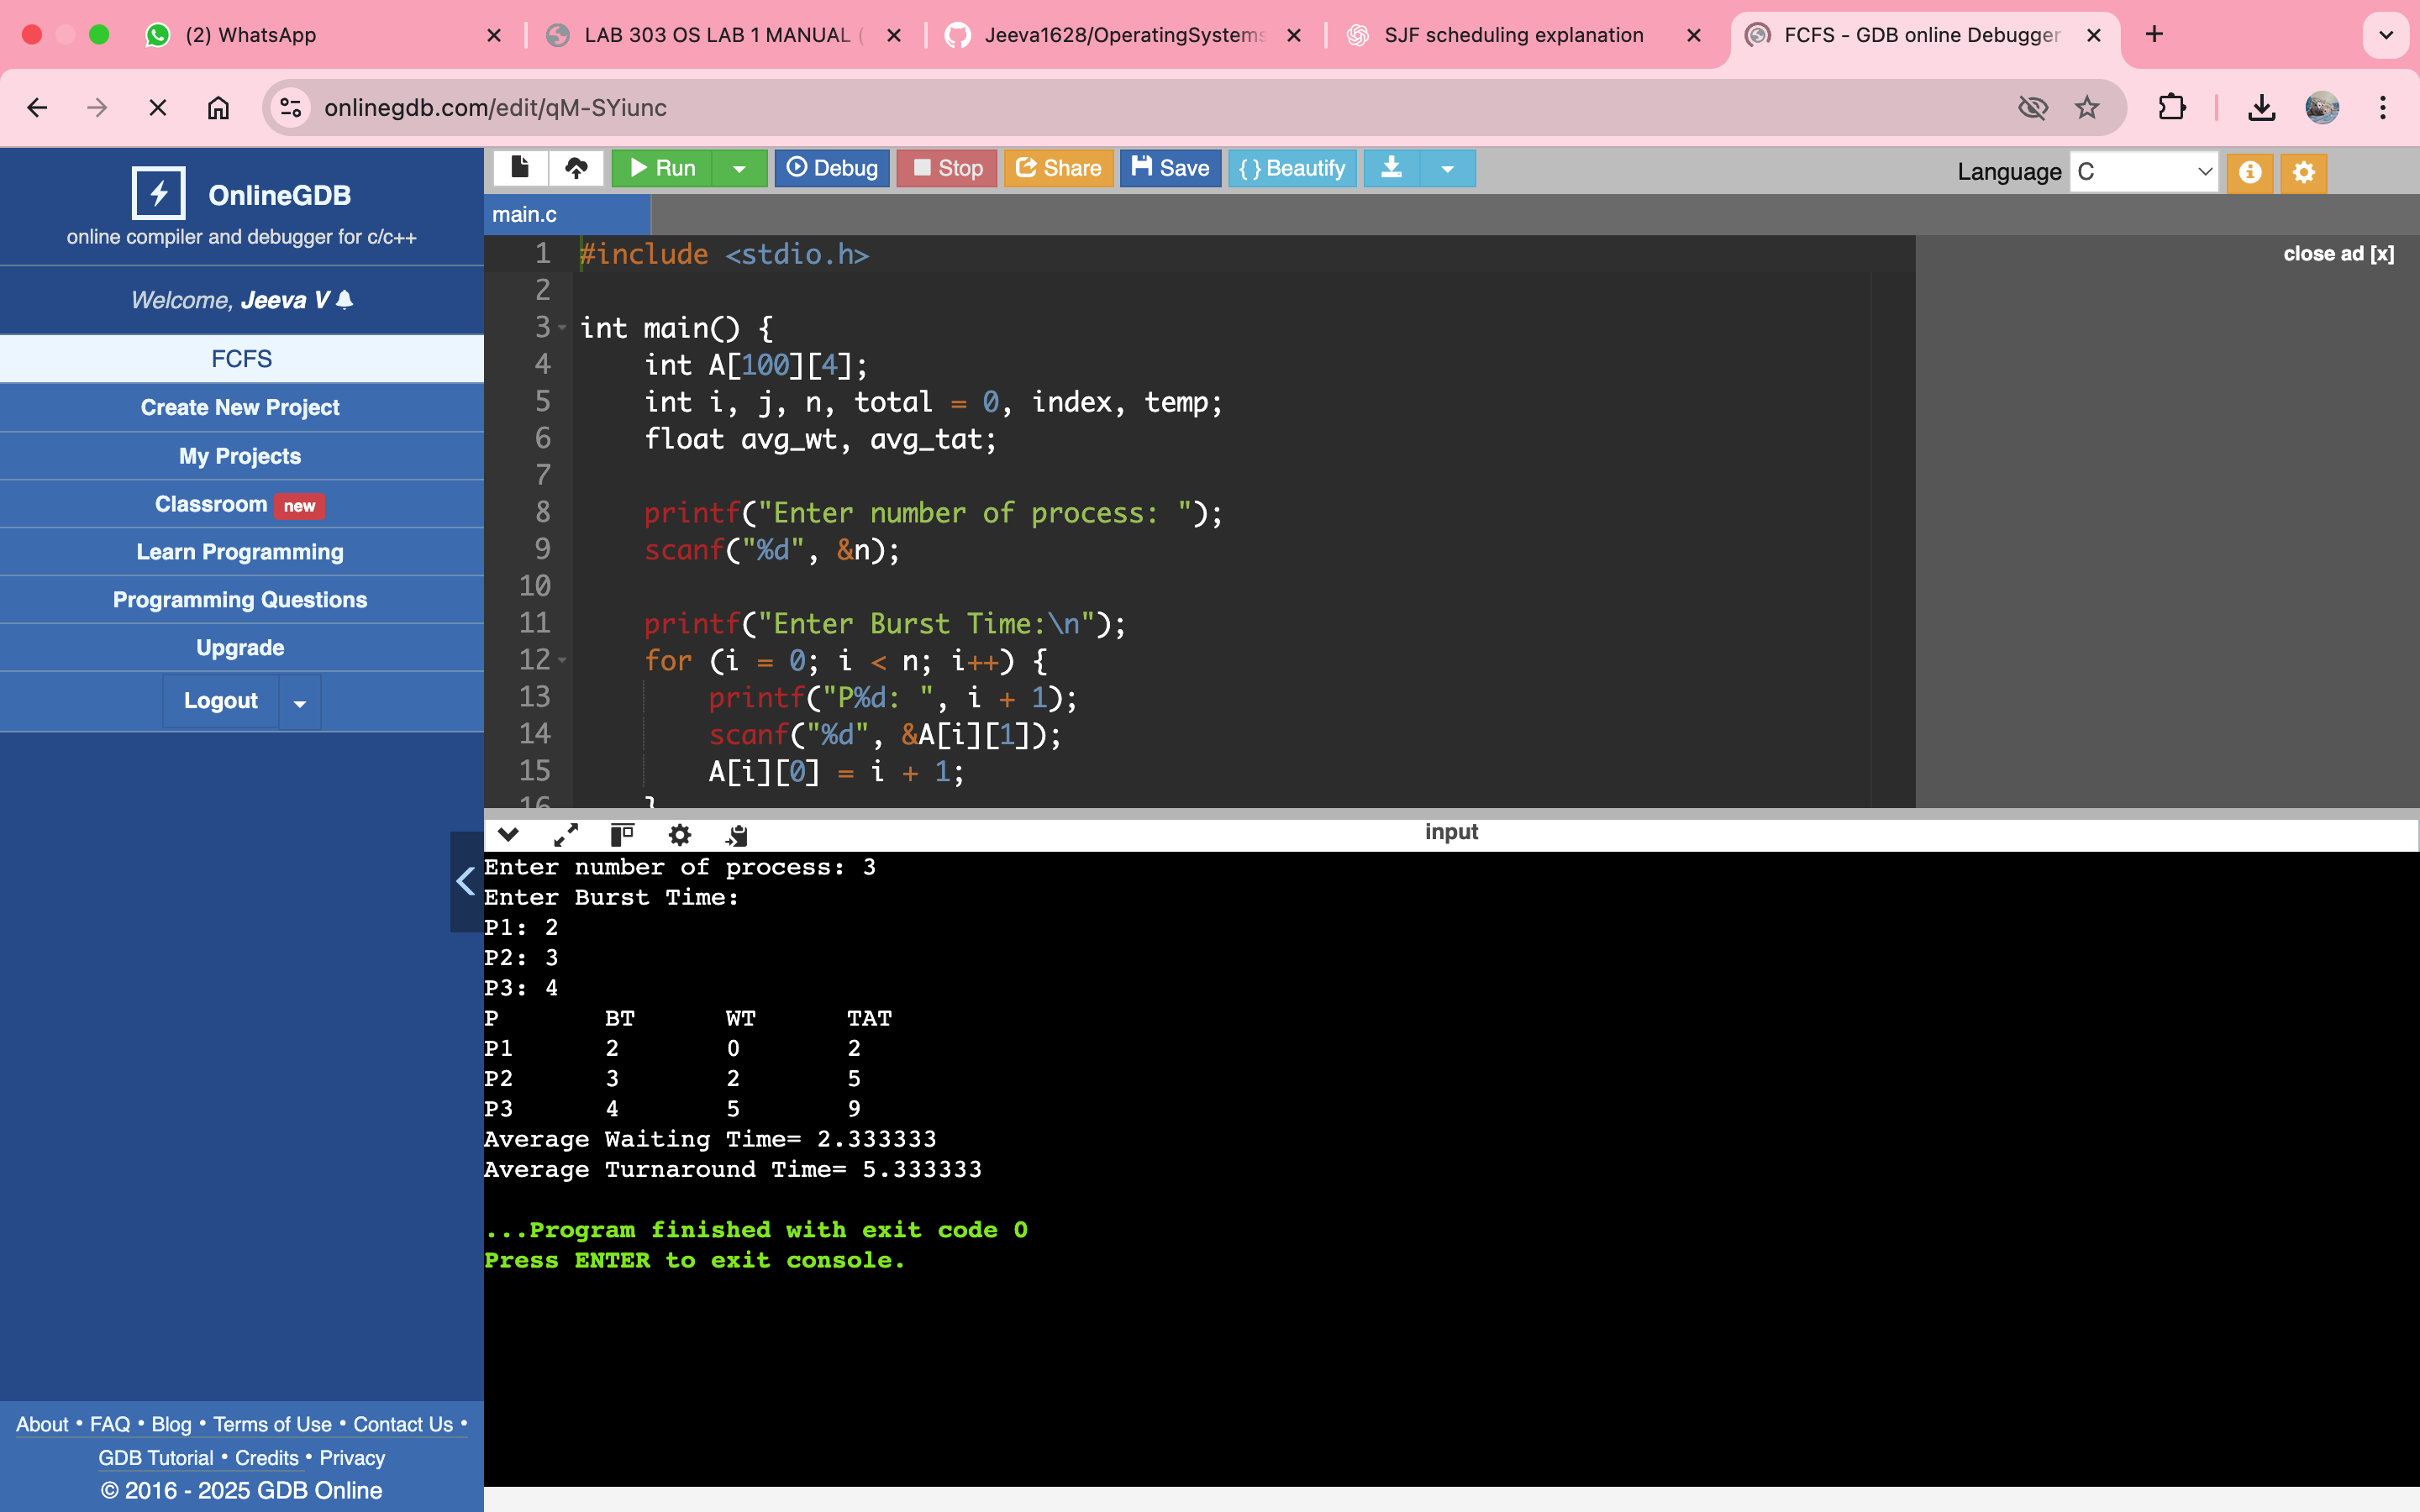 (2) WhatsApp
LAB 303 OS LAB 1 MANUAL (
Jeeva1628/OperatingSystems
SJF scheduling explanation
FCFS - GDB online Debugger
onlinegdb.com/edit/qM-SYiunc
OnlineGDB
online compiler and debugger for c/c++
Welcome, Jeeva V
FCFS
Create New Project
My Projects
Classroom new
Learn Programming
Programming Questions
Upgrade
Logout
About • FAQ • Blog • Terms of Use • Contact Us •
GDB Tutorial • Credits • Privacy
© 2016 - 2025 GDB Online
Run Debug Stop Share Save { } Beautify
Language C
main.c
close ad [x]
1 #include <stdio.h>
2
3 int main() {
4 int A[100][4];
5 int i, j, n, total = 0, index, temp;
6 float avg_wt, avg_tat;
7
8 printf("Enter number of process: ");
9 scanf("%d", &n);
10
11 printf("Enter Burst Time:\n");
12 for (i = 0; i < n; i++) {
13 printf("P%d: ", i + 1);
14 scanf("%d", &A[i][1]);
15 A[i][0] = i + 1;
16 }
input
Enter number of process: 3
Enter Burst Time:
P1: 2
P2: 3
P3: 4
P BT WT TAT
P1 2 0 2
P2 3 2 5
P3 4 5 9
Average Waiting Time= 2.333333
Average Turnaround Time= 5.333333
...Program finished with exit code 0
Press ENTER to exit console.